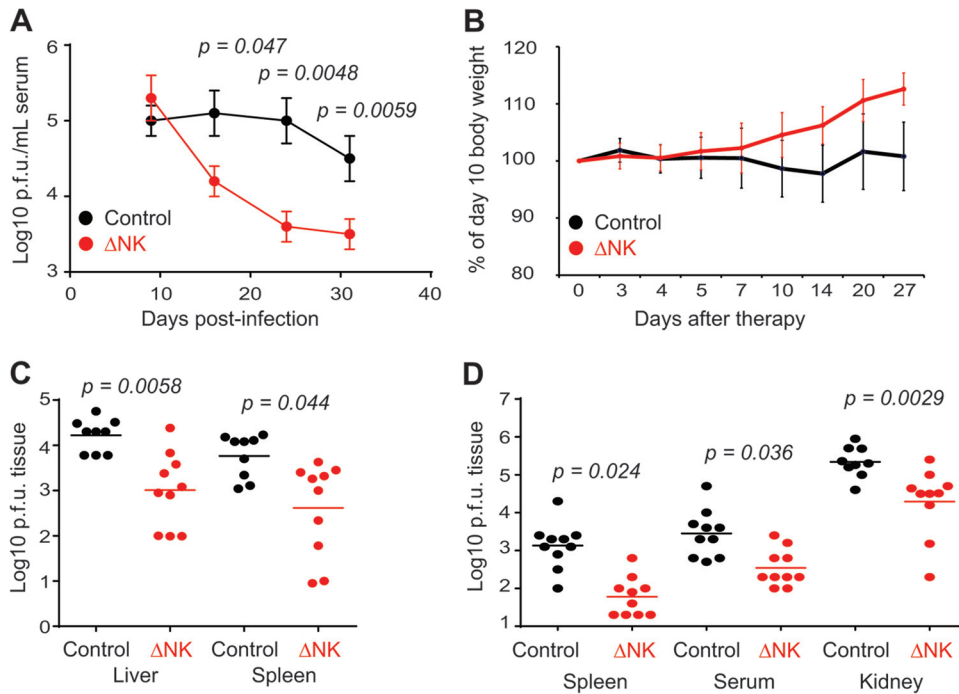 A
Log10 p.f.u./mL serum
6
5
4
3
p = 0.047
p = 0.0048
p = 0.0059
Control
ΔNK
0
10
20
30
40
Days post-infection
B
% of day 10 body weight
120
110
100
90
80
Control
ΔNK
0
3
4
5
7
10
14
20
27
Days after therapy
C
Log10 p.f.u. tissue
5
4
3
2
1
0
p = 0.0058
p = 0.044
Control ΔNK Control ΔNK
Liver Spleen
D
Log10 p.f.u. tissue
7
6
5
4
3
2
1
p = 0.024
p = 0.036
p = 0.0029
Control ΔNK Control ΔNK Control ΔNK
Spleen Serum Kidney